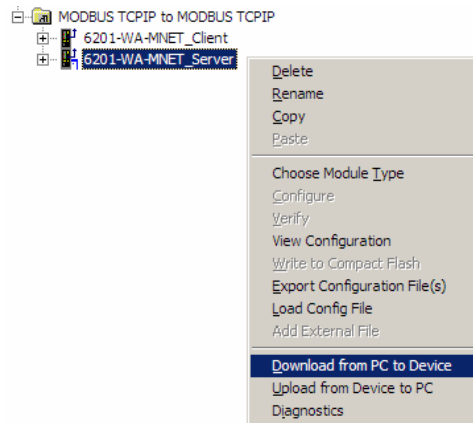 MODBUS TCPIP to MODBUS TCPIP
6201-WA-MNET_Client
6201-WA-MNET_Server
Delete
Rename
Copy
Paste
Choose Module Type
Configure
Verify
View Configuration
Write to Compact Flash
Export Configuration File(s)
Load Config File
Add External File
Download from PC to Device
Upload from Device to PC
Diagnostics